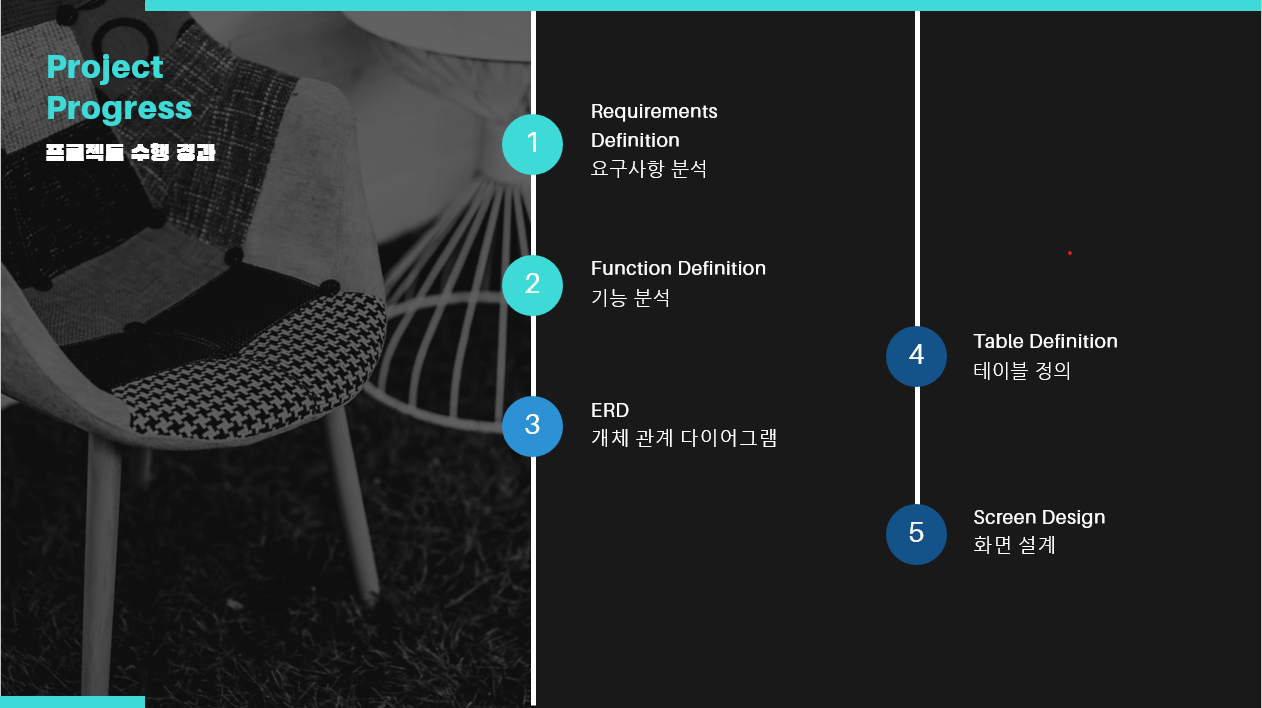 Project
Progress
프로젝트 수행 경과
1
Requirements
Definition
요구사항 분석
2
Function Definition
기능 분석
3
ERD
개체 관계 다이어그램
4
Table Definition
테이블 정의
5
Screen Design
화면 설계